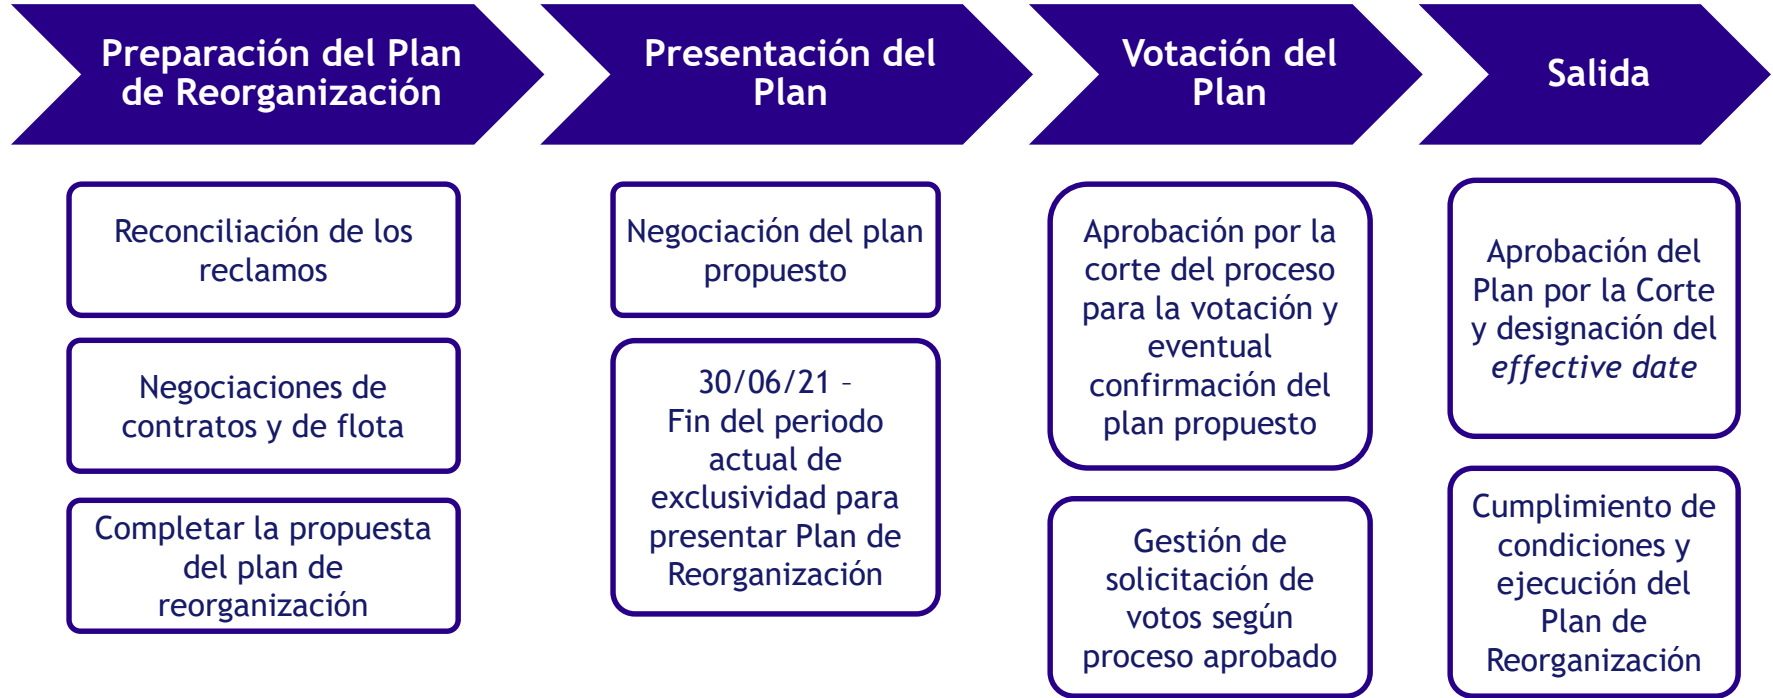 Preparación del Plan
de Reorganización
Reconciliación de los
reclamos
Negociaciones de
contratos y de flota
Completar la propuesta
del plan de
reorganización
Presentación del
Plan
Negociación del plan
propuesto
30/06/21 –
Fin del periodo
actual de
exclusividad para
presentar Plan de
Reorganización
Votación del
Plan
Aprobación por la
corte del proceso
para la votación y
eventual
confirmación del
plan propuesto
Gestión de
solicitación de
votos según
proceso aprobado
Salida
Aprobación del
Plan por la Corte
y designación del
effective date
Cumplimiento de
condiciones y
ejecución del
Plan de
Reorganización